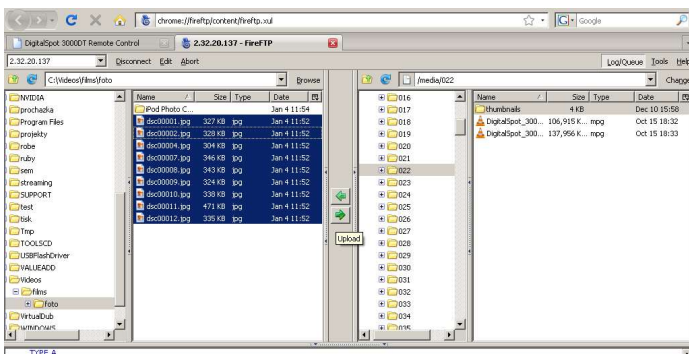 chrome://fireftp/content/fireftp.xul
Google
DigitalSpot 3000DT Remote Control
2.32.20.137 - FireFTP
2.32.20.137
Disconnect Edit Abort
Log/Queue Tools Help
C:\Videos\films\foto
Browse
/media/022
Change
NVIDIA
prochazka
Program Files
projekty
robe
ruby
sem
streaming
SUPPORT
test
tisk
Tmp
TOOLSCD
USBFlashDriver
VALUEADD
Videos
films
foto
VirtualDub
WINDOWS
Name Size Type Date
iPod Photo C... Jan 4 11:54
dsc00001.jpg 327 KB jpg Jan 4 11:52
dsc00002.jpg 328 KB jpg Jan 4 11:52
dsc00004.jpg 304 KB jpg Jan 4 11:52
dsc00007.jpg 346 KB jpg Jan 4 11:52
dsc00008.jpg 343 KB jpg Jan 4 11:52
dsc00009.jpg 324 KB jpg Jan 4 11:52
dsc00010.jpg 338 KB jpg Jan 4 11:52
dsc00011.jpg 471 KB jpg Jan 4 11:52
dsc00012.jpg 335 KB jpg Jan 4 11:52
Upload
016
017
018
019
020
021
022
023
024
025
026
027
028
029
030
031
032
033
034
035
Name Size Type Date
thumbnails 4 KB Dec 10 15:58
DigitalSpot_300... 106,915 K... mpg Oct 15 18:32
DigitalSpot_300... 137,956 K... mpg Oct 15 18:33
TYPE A